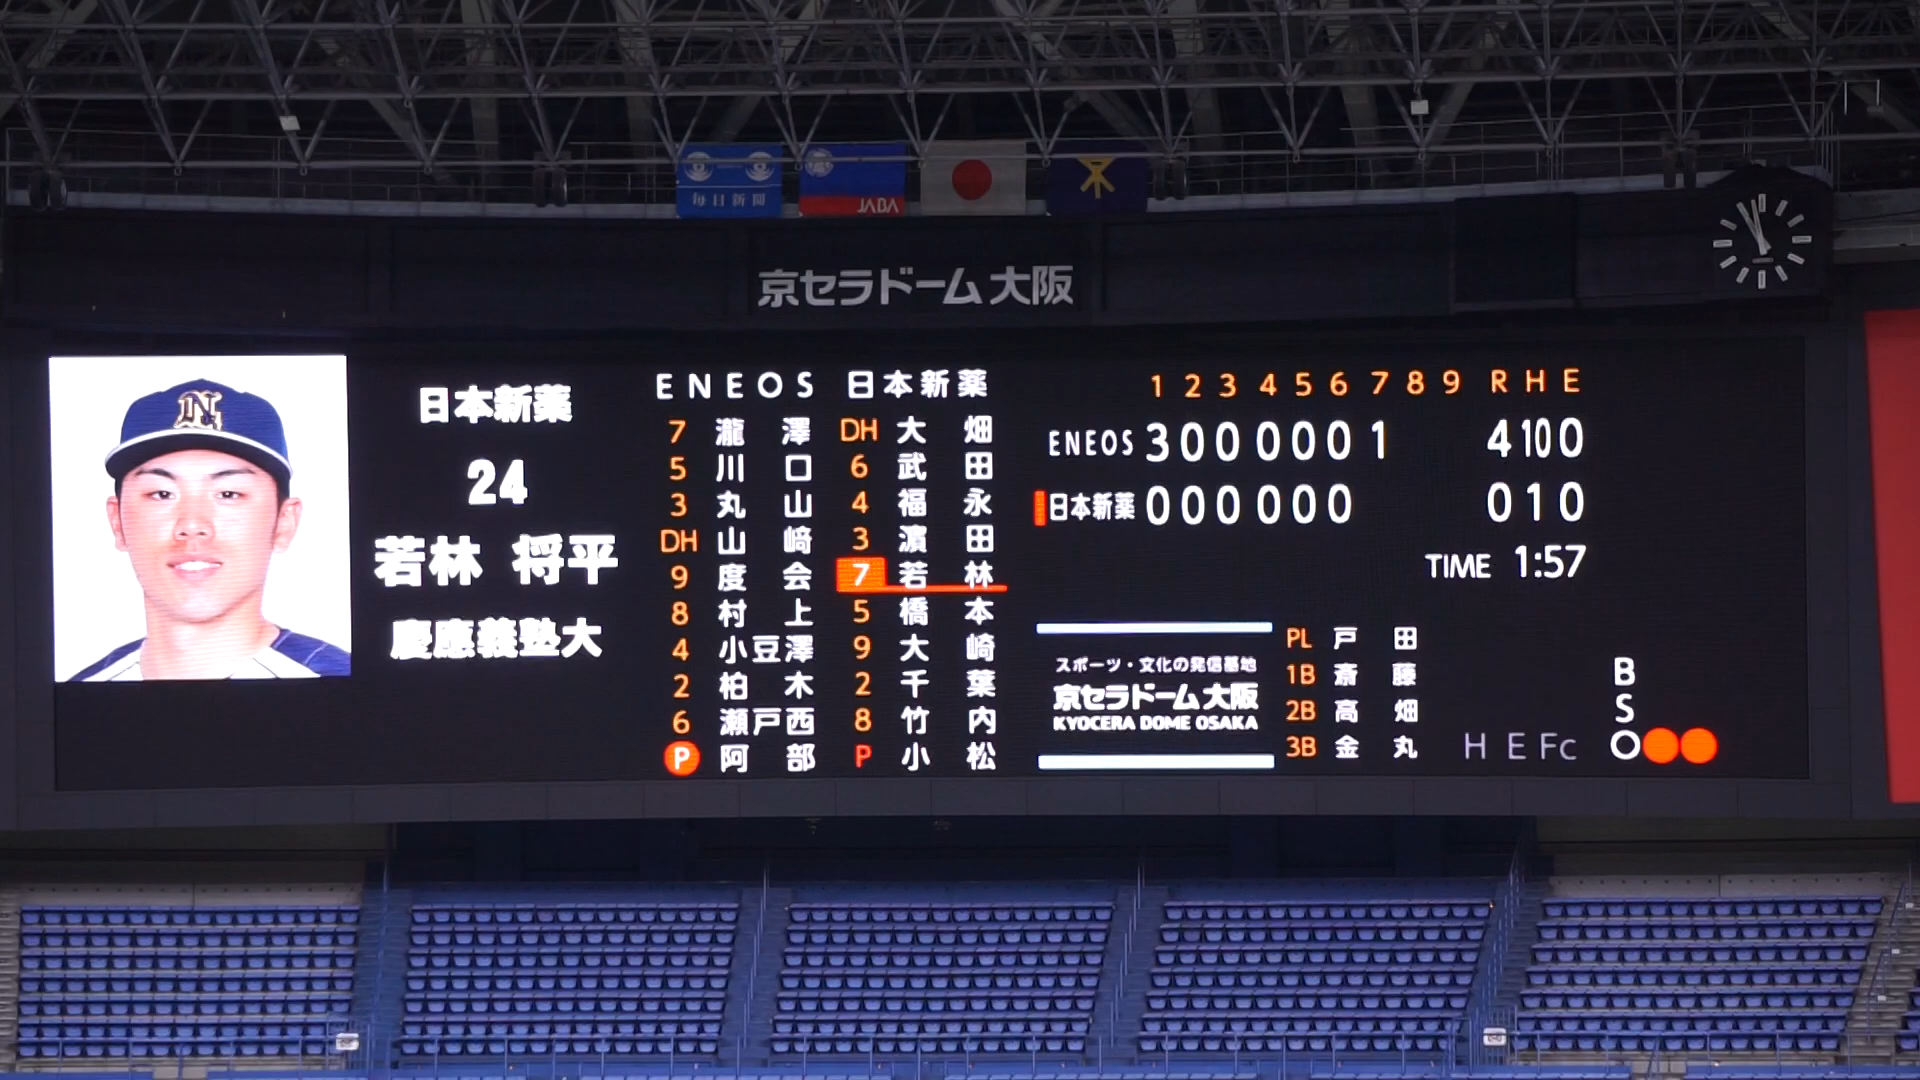 毎日新聞
JABA
京セラドーム 大阪
日本新薬
24
若林 将平
慶應義塾大
N
ENEOS 日本新薬
7 瀧澤 DH 大畑
5 川口 6 武田
3 丸山 4 福永
DH 山﨑 3 濱田
9 度会 7 若林
8 村上 5 橋本
4 小豆澤 9 大崎
2 柏木 2 千葉
6 瀬戸西 8 竹内
P 阿部 P 小松
1 2 3 4 5 6 7 8 9 R H E
ENEOS 3 0 0 0 0 0 1 4 10 0
日本新薬 0 0 0 0 0 0 0 1 0
TIME 1:57
スポーツ・文化の発信基地
京セラドーム 大阪
KYOCERA DOME OSAKA
PL 戸田
1B 斎藤
2B 高畑
3B 金丸
H E Fc
B
S
O